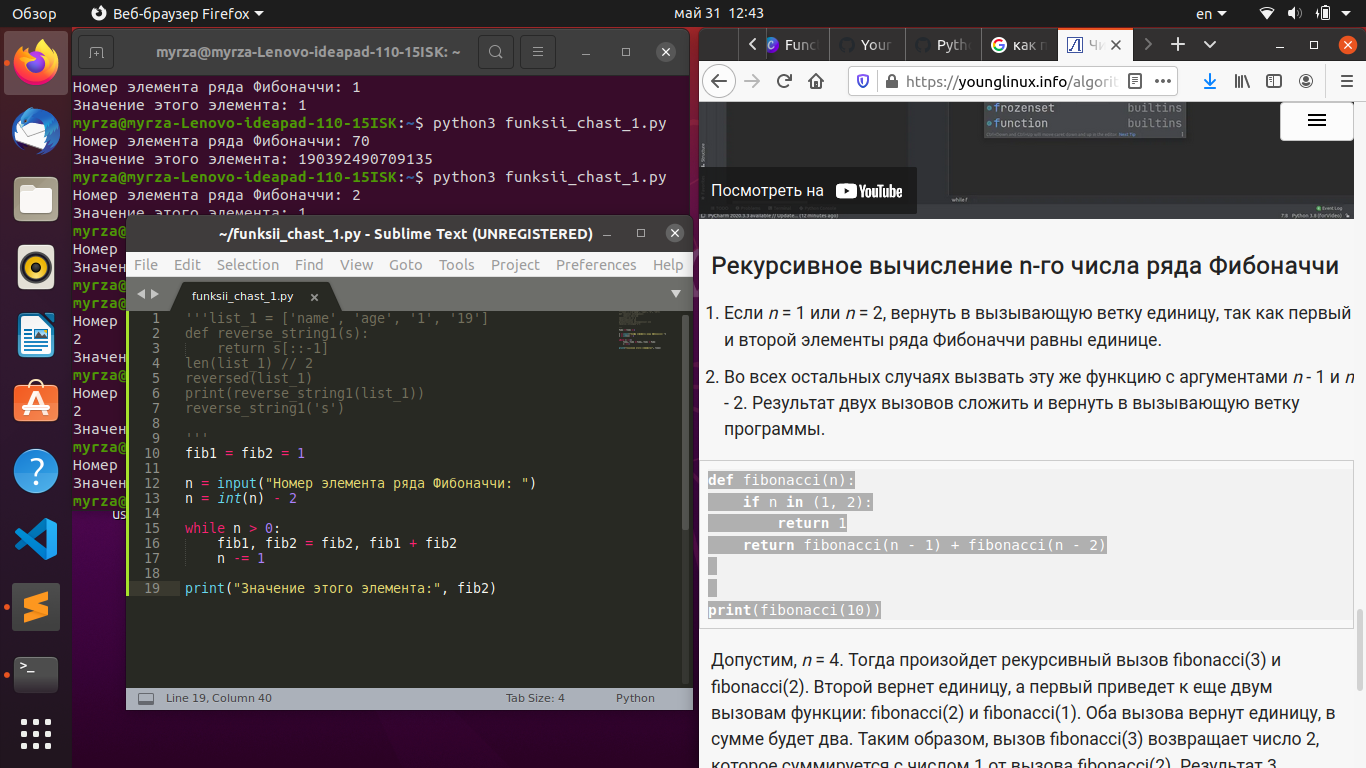 Обзор
Веб-браузер Firefox
май 31 12:43
en
myrza@myrza-Lenovo-ideapad-110-15ISK: ~
Номер элемента ряда Фибоначчи: 1
Значение этого элемента: 1
myrza@myrza-Lenovo-ideapad-110-15ISK:~$ python3 funksii_chast_1.py
Номер элемента ряда Фибоначчи: 70
Значение этого элемента: 190392490709135
myrza@myrza-Lenovo-ideapad-110-15ISK:~$ python3 funksii_chast_1.py
Номер элемента ряда Фибоначчи: 2
Значение этого элемента: 1
myrza@
Номер
Значен
myrza@
myrza@
Номер
2
Значен
myrza@
Номер
2
Значен
myrza@
Номер
Значен
myrza@
us
~/funksii_chast_1.py - Sublime Text (UNREGISTERED)
File Edit Selection Find View Goto Tools Project Preferences Help
funksii_chast_1.py
1 '''list_1 = ['name', 'age', '1', '19']
2 def reverse_string1(s):
3     return s[::-1]
4 len(list_1) // 2
5 reversed(list_1)
6 print(reverse_string1(list_1))
7 reverse_string1('s')
8
9 '''
10 fib1 = fib2 = 1
11
12 n = input("Номер элемента ряда Фибоначчи: ")
13 n = int(n) - 2
14
15 while n > 0:
16     fib1, fib2 = fib2, fib1 + fib2
17     n -= 1
18
19 print("Значение этого элемента:", fib2)
Line 19, Column 40
Tab Size: 4
Python
Func
Your
Pyth
как п
Чи
https://younglinux.info/algorit
frozenset builtins
function builtins
Посмотреть на YouTube
while f
Рекурсивное вычисление n-го числа ряда Фибоначчи
1. Если n = 1 или n = 2, вернуть в вызывающую ветку единицу, так как первый
и второй элементы ряда Фибоначчи равны единице.
2. Во всех остальных случаях вызвать эту же функцию с аргументами n - 1 и n
- 2. Результат двух вызовов сложить и вернуть в вызывающую ветку
программы.
def fibonacci(n):
    if n in (1, 2):
        return 1
    return fibonacci(n - 1) + fibonacci(n - 2)
print(fibonacci(10))
Допустим, n = 4. Тогда произойдет рекурсивный вызов fibonacci(3) и
fibonacci(2). Второй вернет единицу, а первый приведет к еще двум
вызовам функции: fibonacci(2) и fibonacci(1). Оба вызова вернут единицу, в
сумме будет два. Таким образом, вызов fibonacci(3) возвращает число 2,
которое суммируется с числом 1 от вызова fibonacci(2). Результат 3